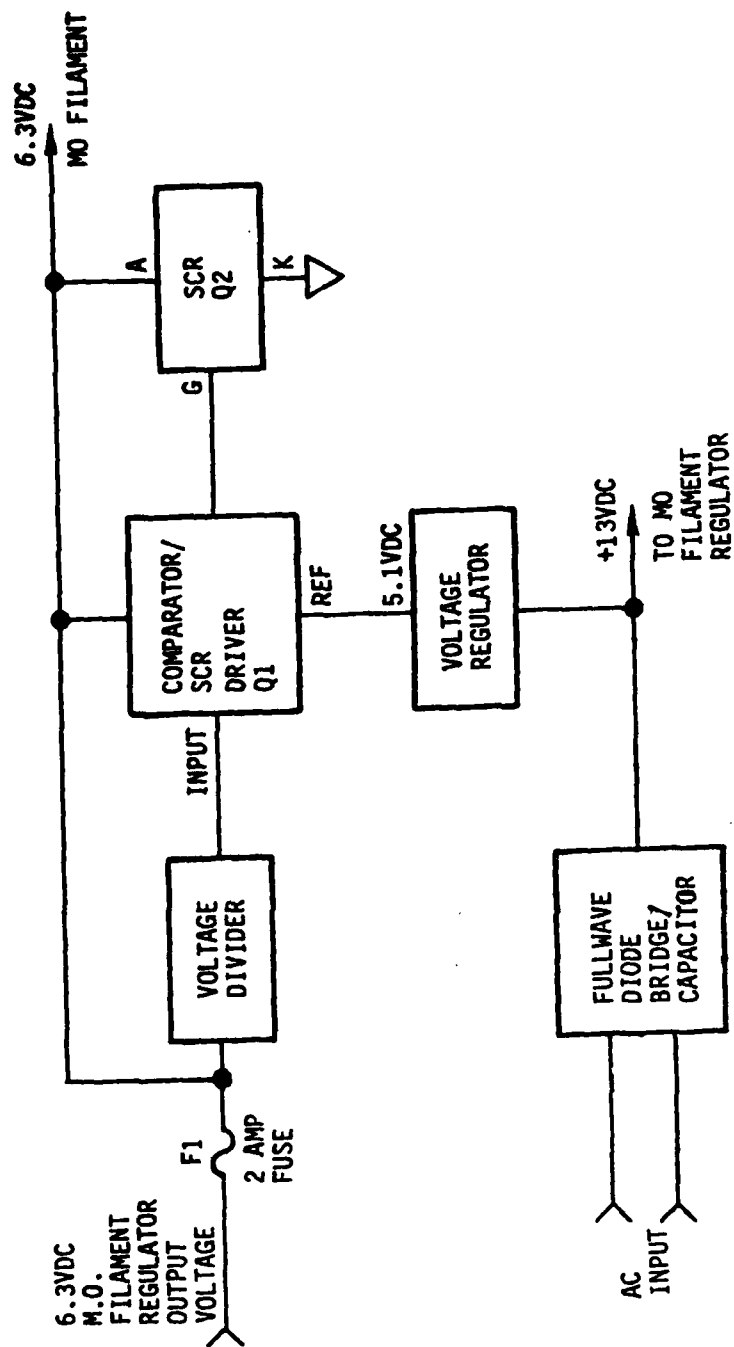 6.3VDC
M.O.
FILAMENT
REGULATOR
OUTPUT
VOLTAGE
F1
2 AMP
FUSE
VOLTAGE
DIVIDER
INPUT
COMPARATOR/
SCR
DRIVER
Q1
REF
G
A
SCR
Q2
K
6.3VDC
MO FILAMENT
5.1VDC
VOLTAGE
REGULATOR
AC
INPUT
FULLWAVE
DIODE
BRIDGE/
CAPACITOR
+13VDC
TO MO
FILAMENT
REGULATOR